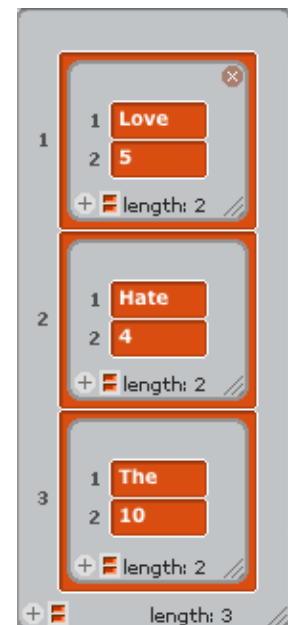 1
1 Love
2 5
+ length: 2
2
1 Hate
2 4
+ length: 2
3
1 The
2 10
+ length: 2
+ length: 3